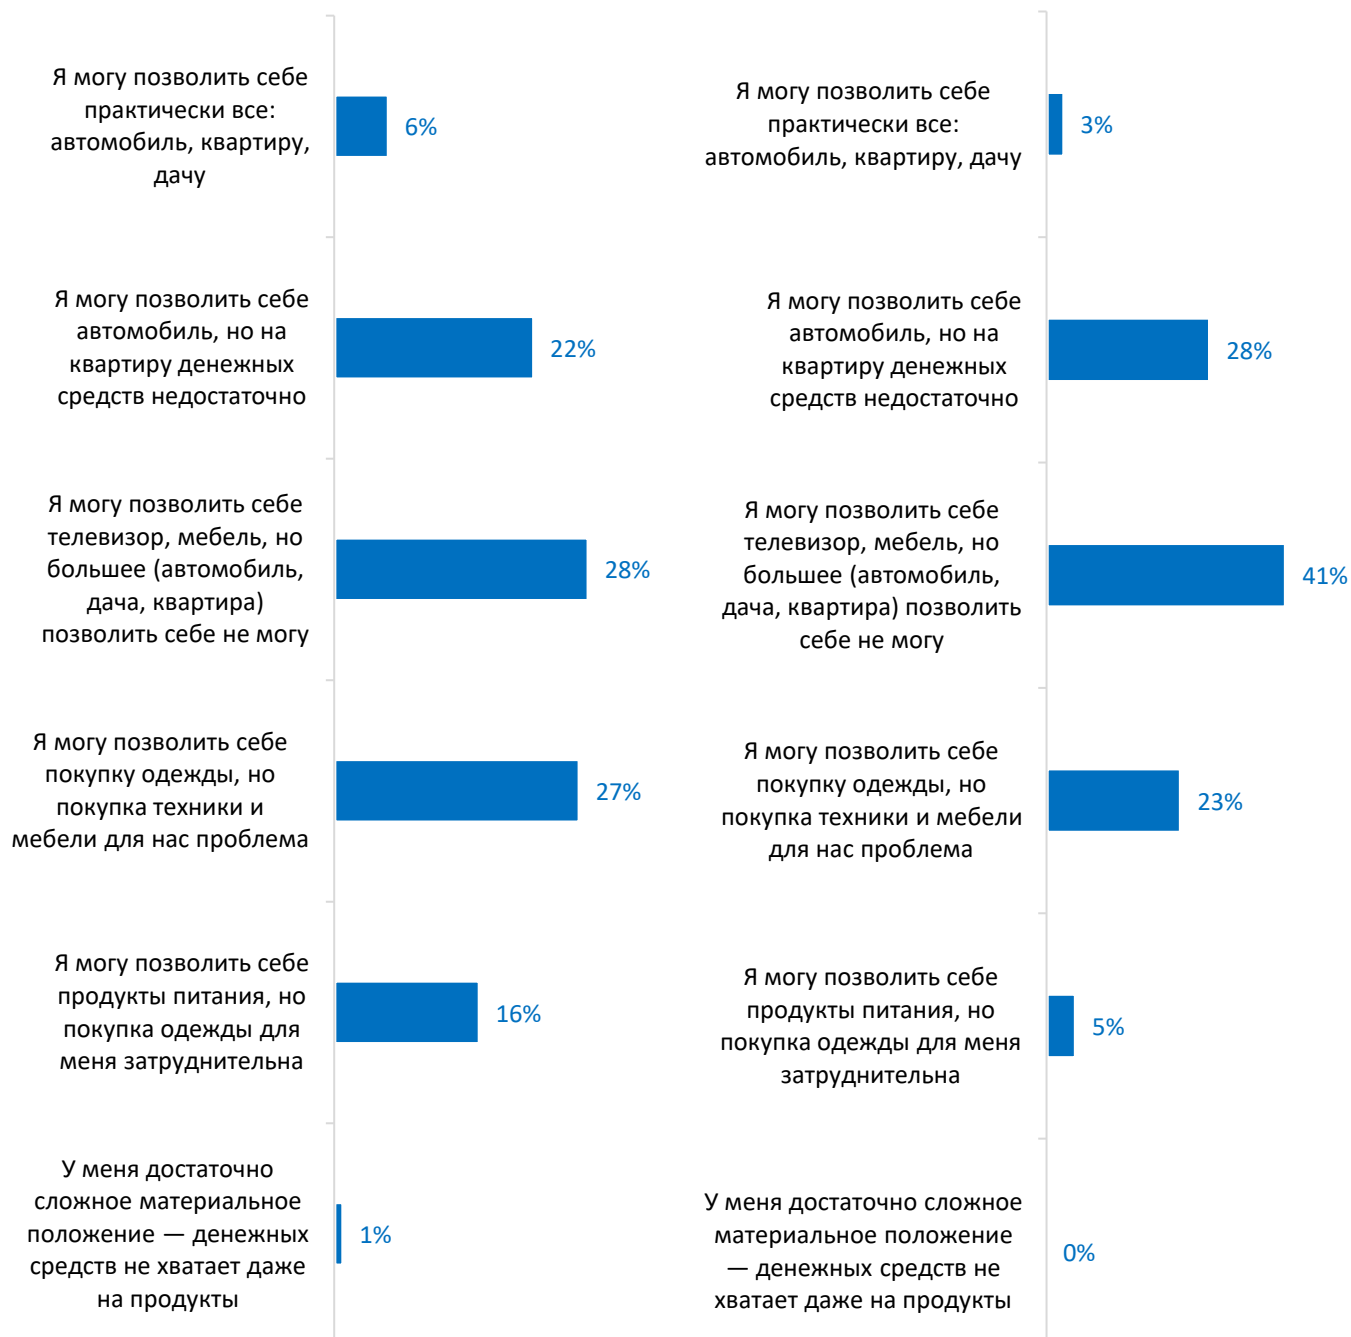 Я могу позволить себе
практически все:
автомобиль, квартиру,
дачу
6%
Я могу позволить себе
автомобиль, но на
квартиру денежных
средств недостаточно
22%
Я могу позволить себе
телевизор, мебель, но
большее (автомобиль,
дача, квартира)
позволить себе не могу
28%
Я могу позволить себе
покупку одежды, но
покупка техники и
мебели для нас проблема
27%
Я могу позволить себе
продукты питания, но
покупка одежды для
меня затруднительна
16%
У меня достаточно
сложное материальное
положение — денежных
средств не хватает даже
на продукты
1%
Я могу позволить себе
практически все:
автомобиль, квартиру, дачу
3%
Я могу позволить себе
автомобиль, но на
квартиру денежных
средств недостаточно
28%
Я могу позволить себе
телевизор, мебель, но
большее (автомобиль,
дача, квартира) позволить
себе не могу
41%
Я могу позволить себе
покупку одежды, но
покупка техники и мебели
для нас проблема
23%
Я могу позволить себе
продукты питания, но
покупка одежды для меня
затруднительна
5%
У меня достаточно сложное
материальное положение
— денежных средств не
хватает даже на продукты
0%